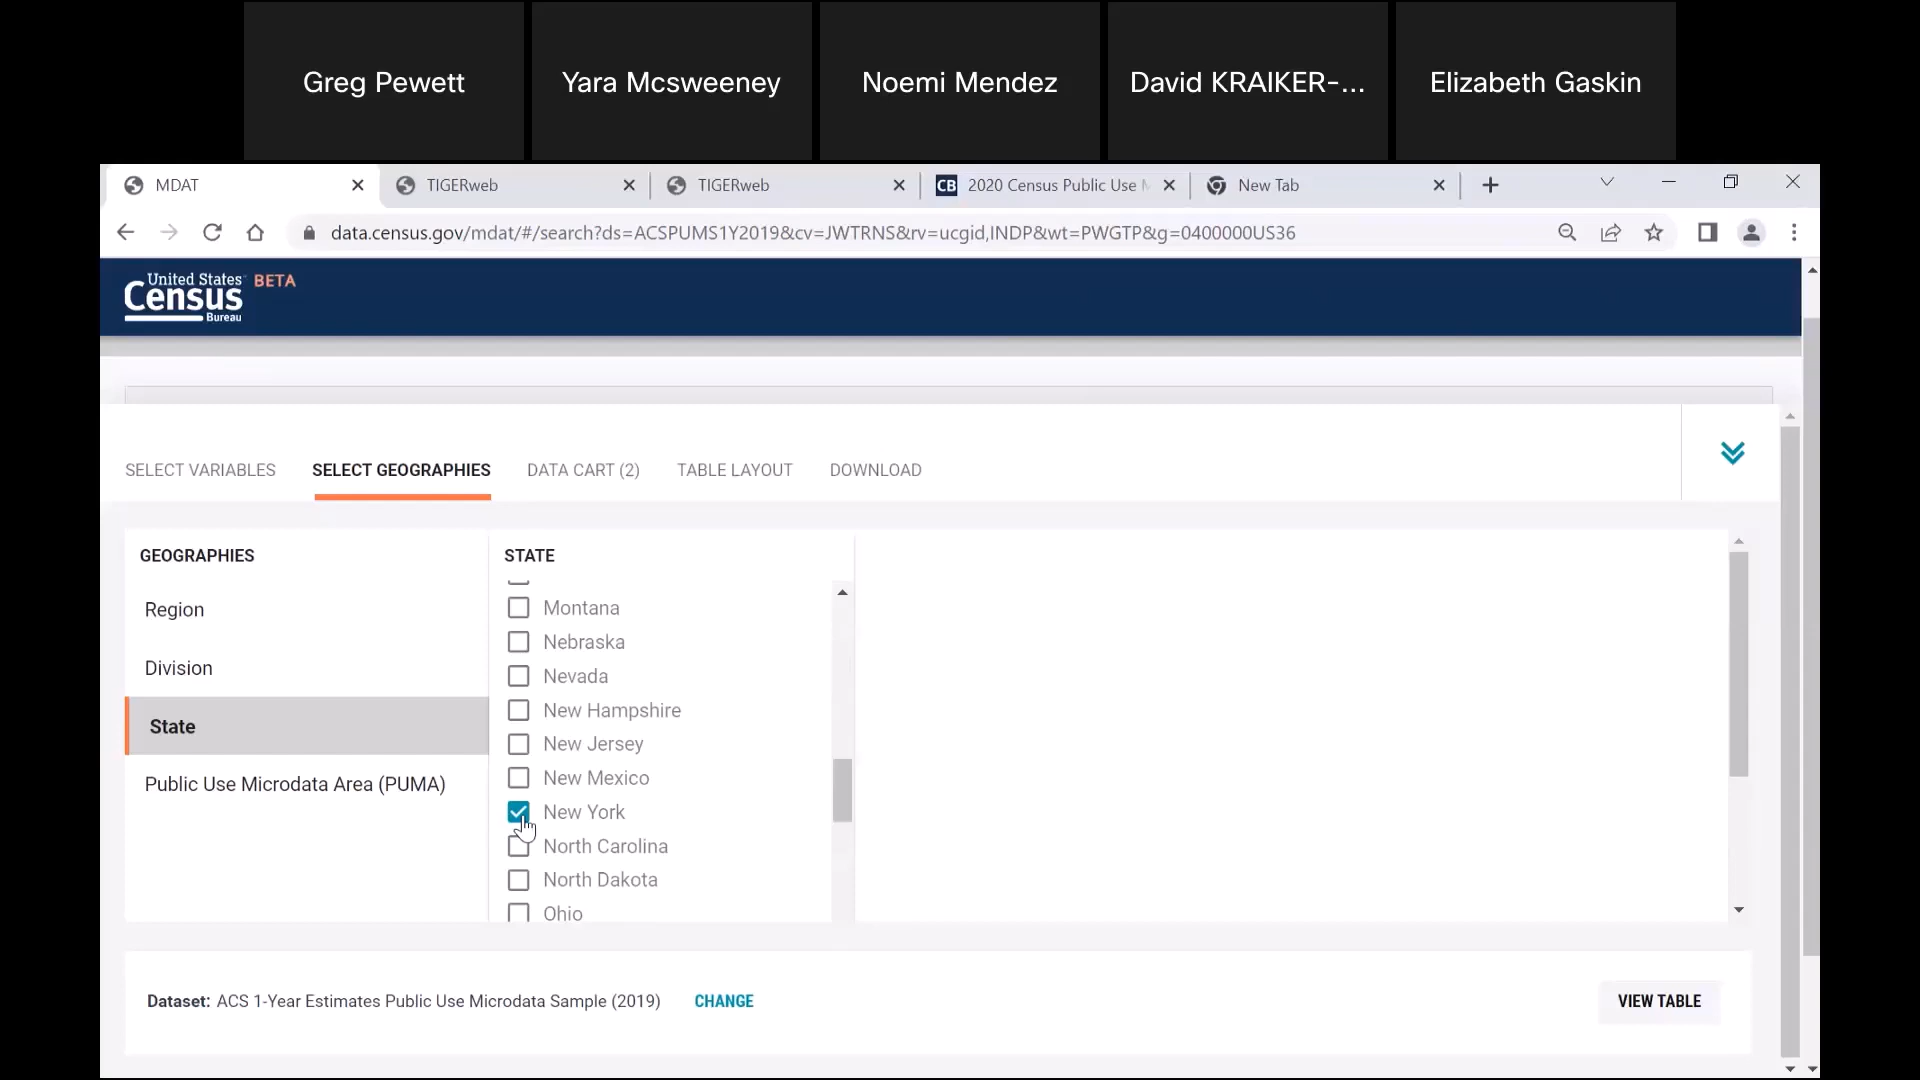 Greg Pewett
Yara Mcsweeney
Noemi Mendez
David KRAIKER-...
Elizabeth Gaskin
MDAT
TIGERweb
TIGERweb
CB 2020 Census Public Use M
New Tab
data.census.gov/mdat/#/search?ds=ACSPUMS1Y2019&cv=JWTRNS&rv=ucgid,INDP&wt=PWGTP&g=0400000US36
United States
Census
Bureau
BETA
SELECT VARIABLES
SELECT GEOGRAPHIES
DATA CART (2)
TABLE LAYOUT
DOWNLOAD
GEOGRAPHIES
Region
Division
State
Public Use Microdata Area (PUMA)
STATE
Montana
Nebraska
Nevada
New Hampshire
New Jersey
New Mexico
New York
North Carolina
North Dakota
Ohio
Dataset: ACS 1-Year Estimates Public Use Microdata Sample (2019)
CHANGE
VIEW TABLE